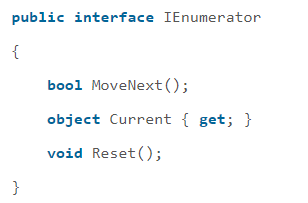 public interface IEnumerator
{
    bool MoveNext();
    object Current { get; }
    void Reset();
}